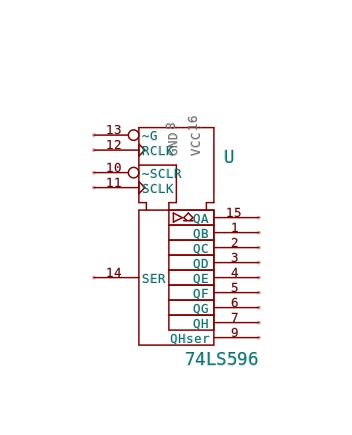 GND 8
VCC 16
13 ~G
12 RCLK
U
10 ~SCLR
11 SCLK
QA 15
QB 1
QC 2
QD 3
14 SER QE 4
QF 5
QG 6
QH 7
QHser 9
74LS596